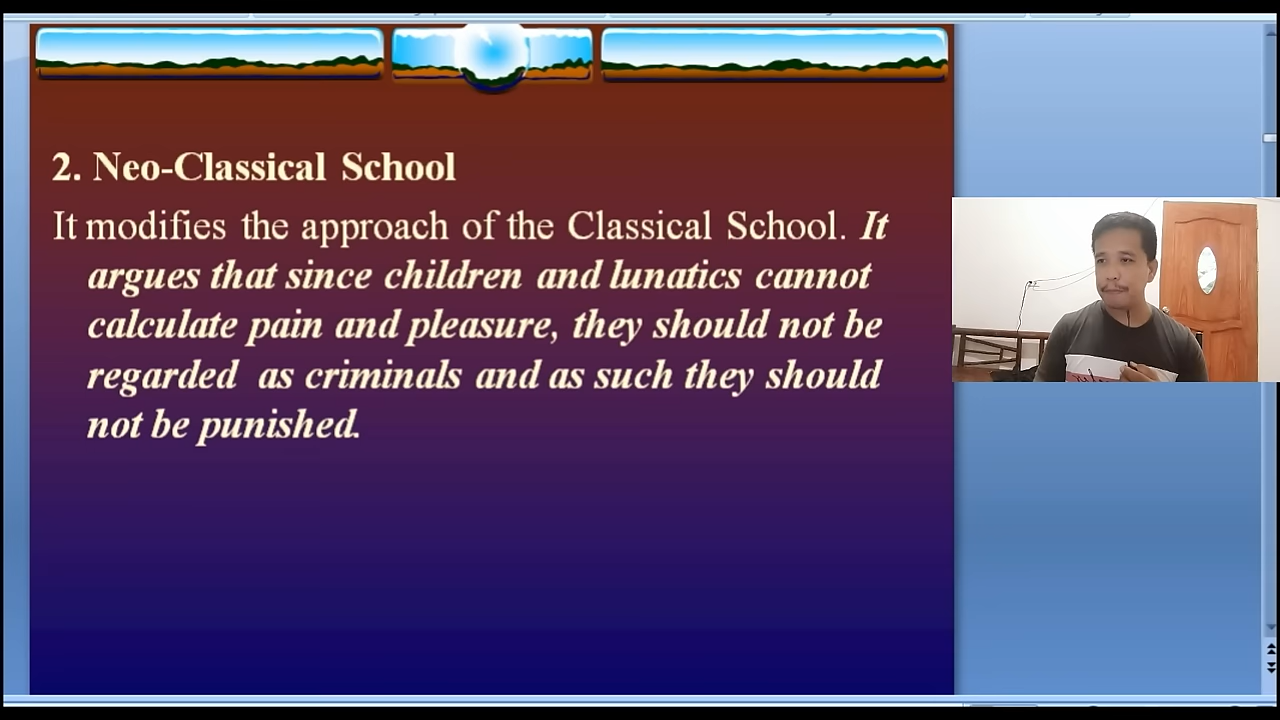 2. Neo-Classical School
It modifies the approach of the Classical School. It
argues that since children and lunatics cannot
calculate pain and pleasure, they should not be
regarded as criminals and as such they should
not be punished.